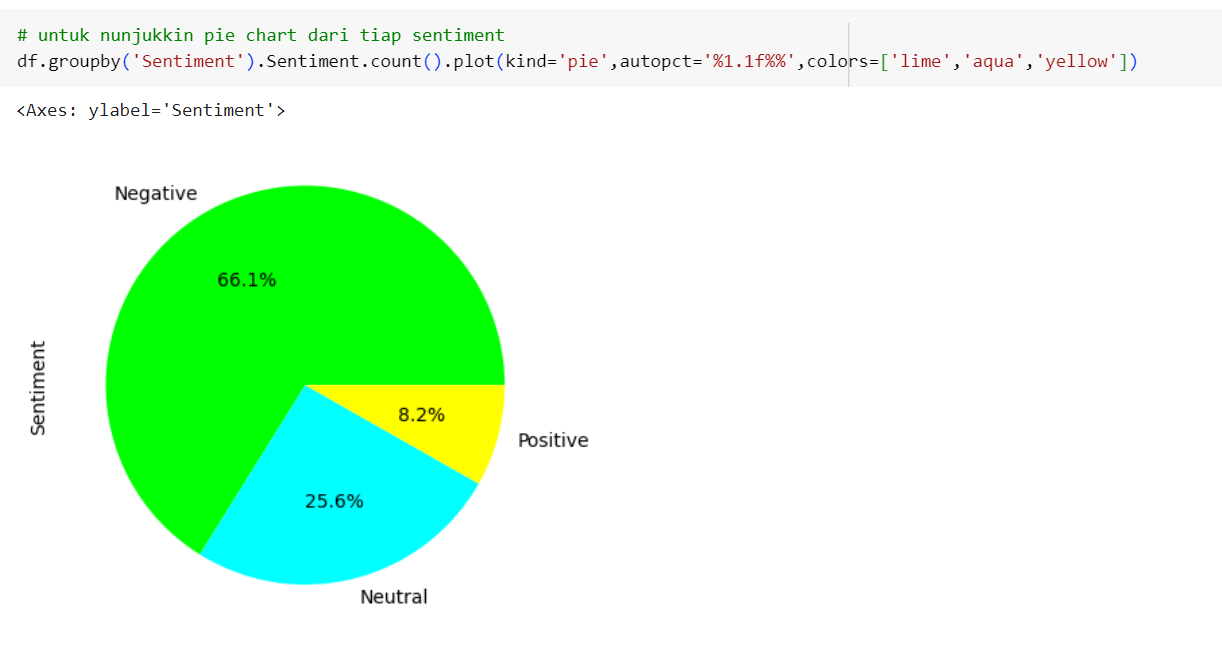 # untuk nunjukkin pie chart dari tiap sentiment
df.groupby('Sentiment').Sentiment.count().plot(kind='pie',autopct='%1.1f%%',colors=['lime','aqua','yellow'])
<Axes: ylabel='Sentiment'>
Negative
66.1%
Sentiment
8.2%
Positive
25.6%
Neutral